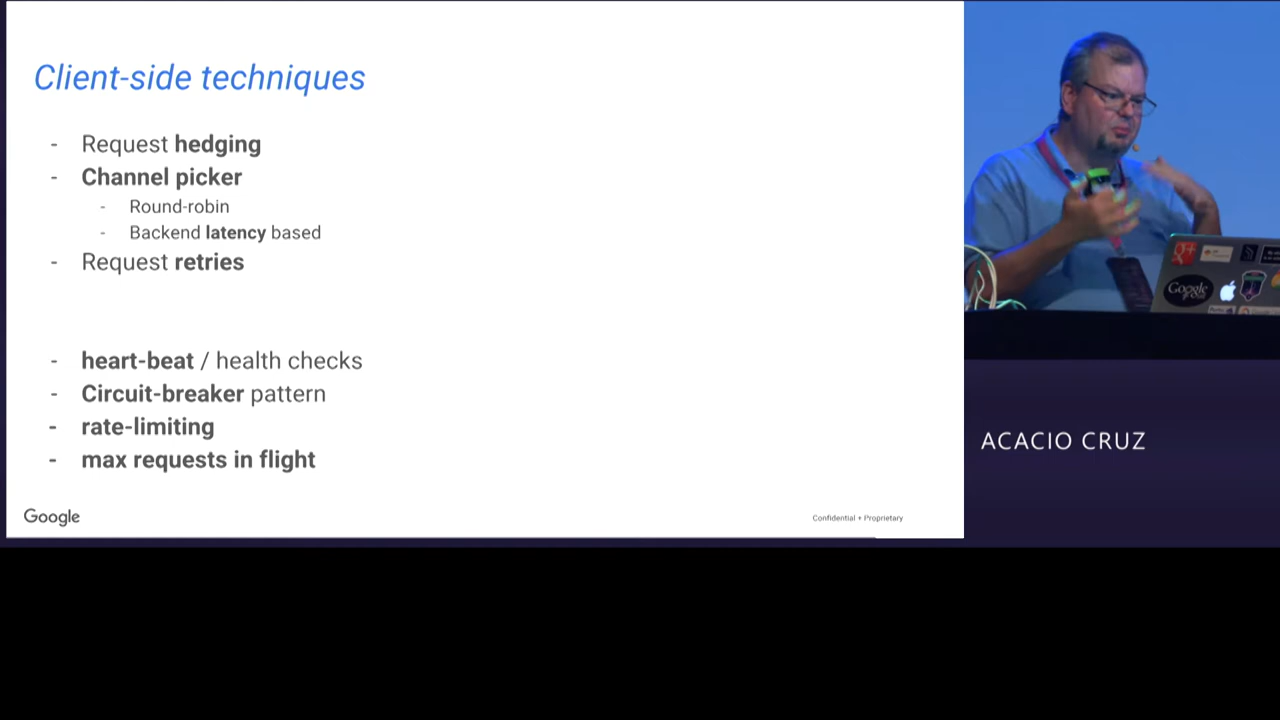 Client-side techniques
- Request hedging
- Channel picker
- Round-robin
- Backend latency based
- Request retries
- heart-beat / health checks
- Circuit-breaker pattern
- rate-limiting
- max requests in flight
Google
Confidential + Proprietary
Google
ACACIO CRUZ